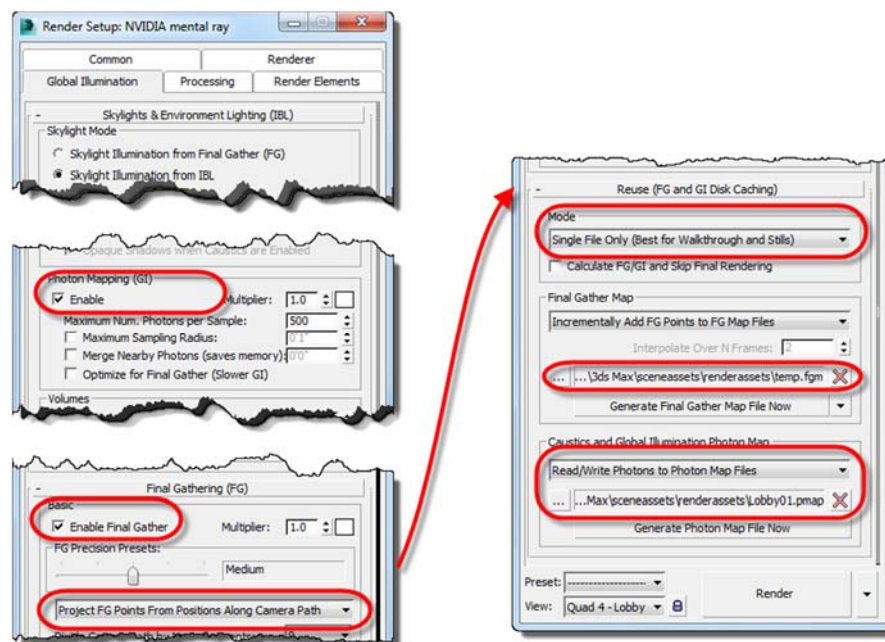 Render Setup: NVIDIA mental ray
Common Renderer
Global Illumination Processing Render Elements
- Skylights & Environment Lighting (IBL)
Skylight Mode
Skylight Illumination from Final Gather (FG)
Skylight Illumination from IBL
Opaque Shadows when Caustics are Enabled
Photon Mapping (GI)
Enable Multiplier: 1.0
Maximum Num. Photons per Sample: 500
Maximum Sampling Radius: 0'1"
Merge Nearby Photons (saves memory): 0'0"
Optimize for Final Gather (Slower GI)
Volumes
- Final Gathering (FG)
Basic
Enable Final Gather Multiplier: 1.0
FG Precision Presets:
Medium
Project FG Points From Positions Along Camera Path
- Reuse (FG and GI Disk Caching)
Mode
Single File Only (Best for Walkthrough and Stills)
Calculate FG/GI and Skip Final Rendering
Final Gather Map
Incrementally Add FG Points to FG Map Files
Interpolate Over N Frames: 2
... ...\3ds Max\sceneassets\renderassets\temp.fgm
Generate Final Gather Map File Now
Caustics and Global Illumination Photon Map
Read/Write Photons to Photon Map Files
... ...Max\sceneassets\renderassets\Lobby01.pmap
Generate Photon Map File Now
Preset: --------------------
View: Quad 4 - Lobby
Render